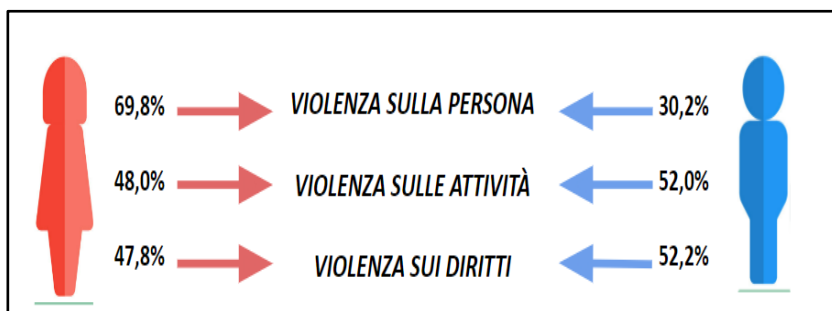 69,8% VIOLENZA SULLA PERSONA 30,2%
48,0% VIOLENZA SULLE ATTIVITÀ 52,0%
47,8% VIOLENZA SUI DIRITTI 52,2%